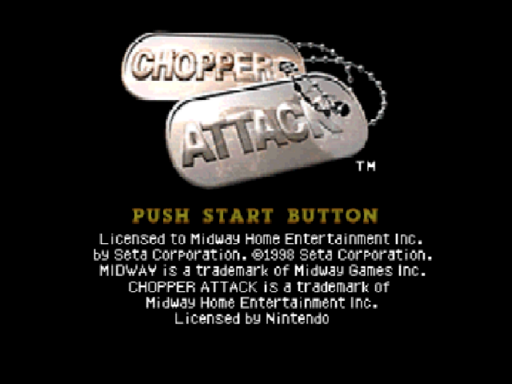 CHOPPER
ATTACK
TM
PUSH START BUTTON
Licensed to Midway Home Entertainment Inc.
by Seta Corporation. ©1998 Seta Corporation.
MIDWAY is a trademark of Midway Games Inc.
CHOPPER ATTACK is a trademark of
Midway Home Entertainment Inc.
Licensed by Nintendo